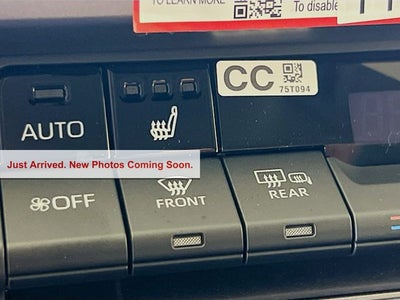 TO LEARN MORE
To disable
CC
75T094
AUTO
Just Arrived. New Photos Coming Soon.
OFF
FRONT
REAR